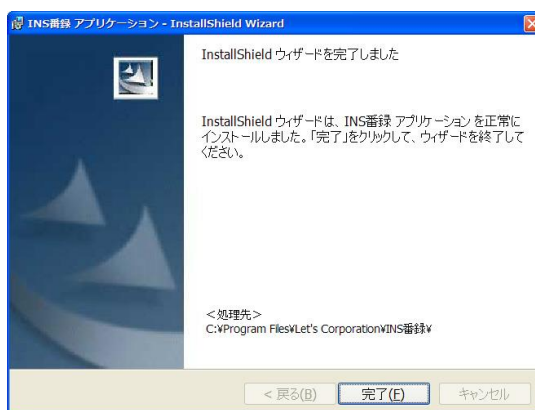 INS番録 アプリケーション - InstallShield Wizard
InstallShield ウィザードを完了しました
InstallShield ウィザードは、INS番録 アプリケーション を正常に
インストールしました。「完了」をクリックして、ウィザードを終了して
ください。
<処理先>
C:¥Program Files¥Let's Corporation¥INS番録¥
< 戻る(B)
完了(F)
キャンセル